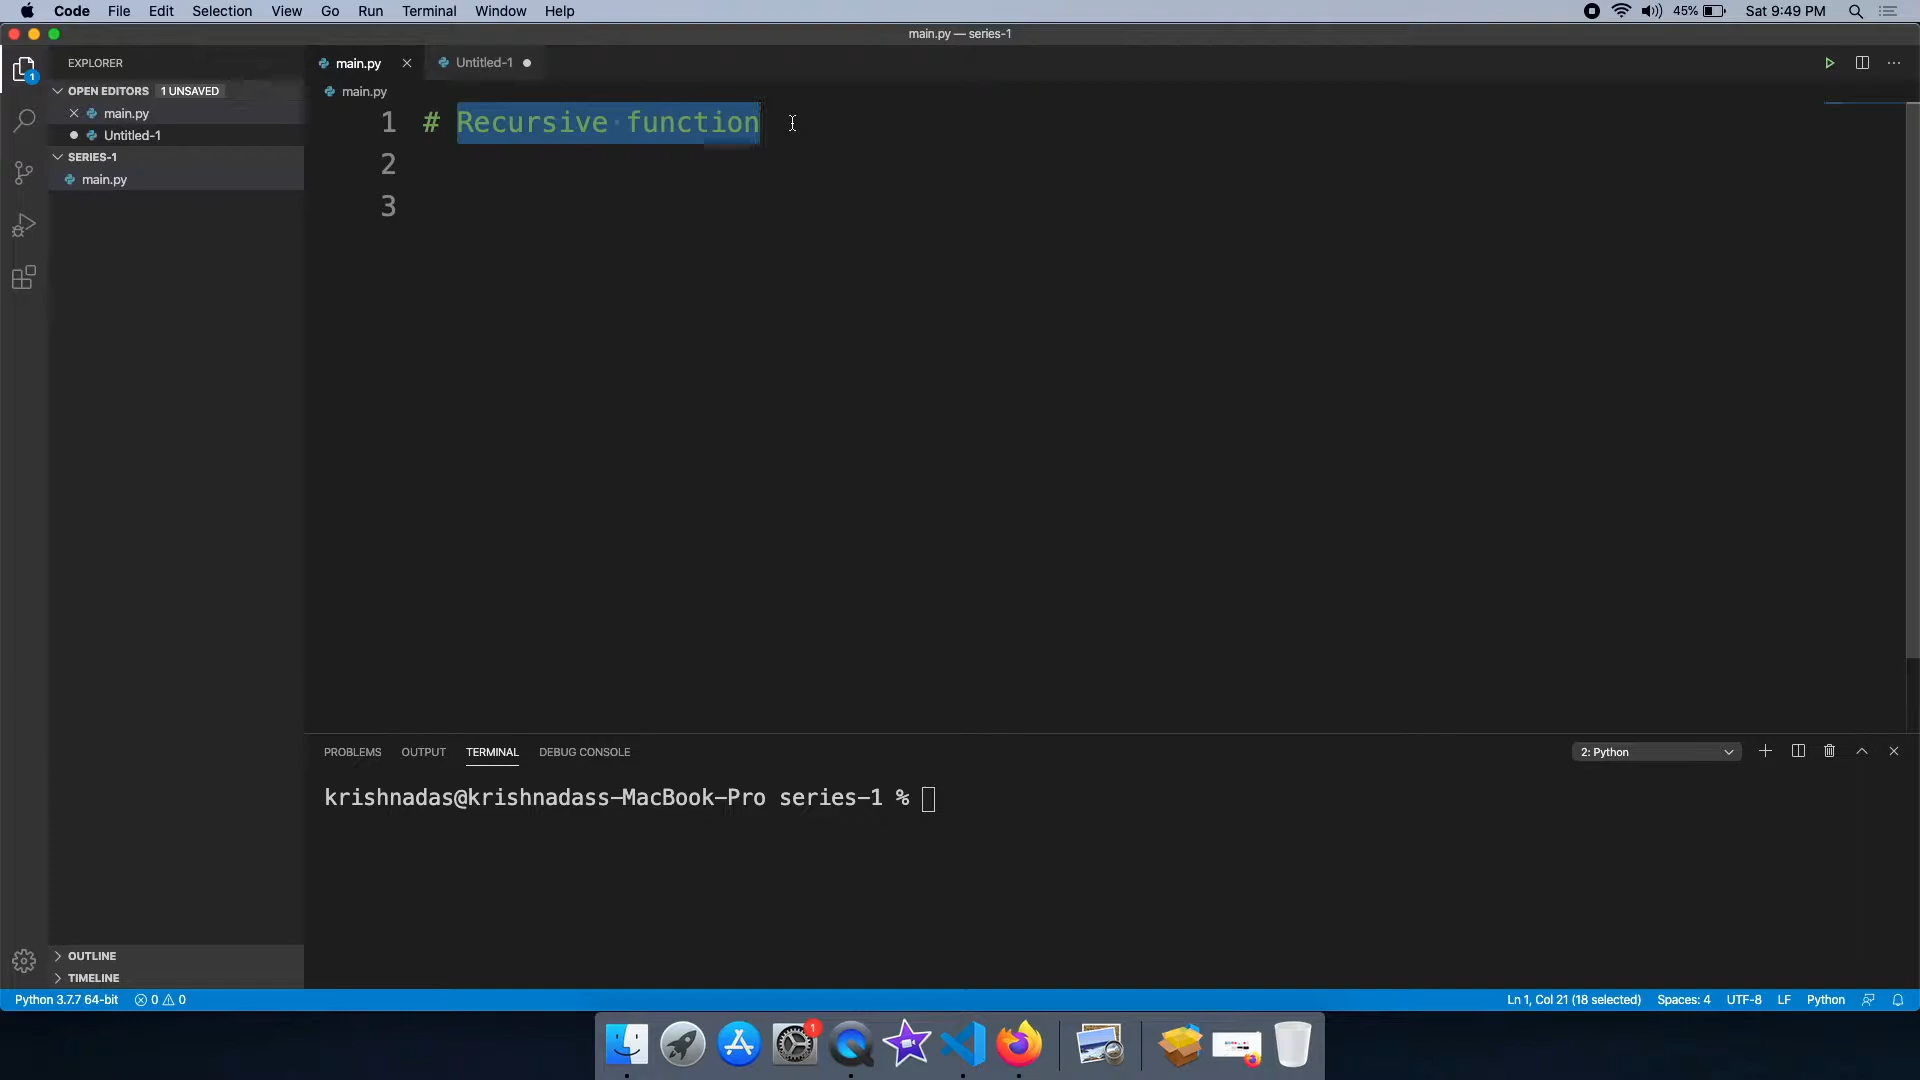 Code File Edit Selection View Go Run Terminal Window Help 45% Sat 9:49 PM
main.py — series-1
EXPLORER main.py Untitled-1
OPEN EDITORS 1 UNSAVED
main.py
main.py
Untitled-1
SERIES-1
main.py
1 # Recursive function
2
3
PROBLEMS OUTPUT TERMINAL DEBUG CONSOLE 2: Python
krishnadas@krishnadass-MacBook-Pro series-1 %
OUTLINE
TIMELINE
Python 3.7.7 64-bit 0 0 Ln 1, Col 21 (18 selected) Spaces: 4 UTF-8 LF Python
1
1